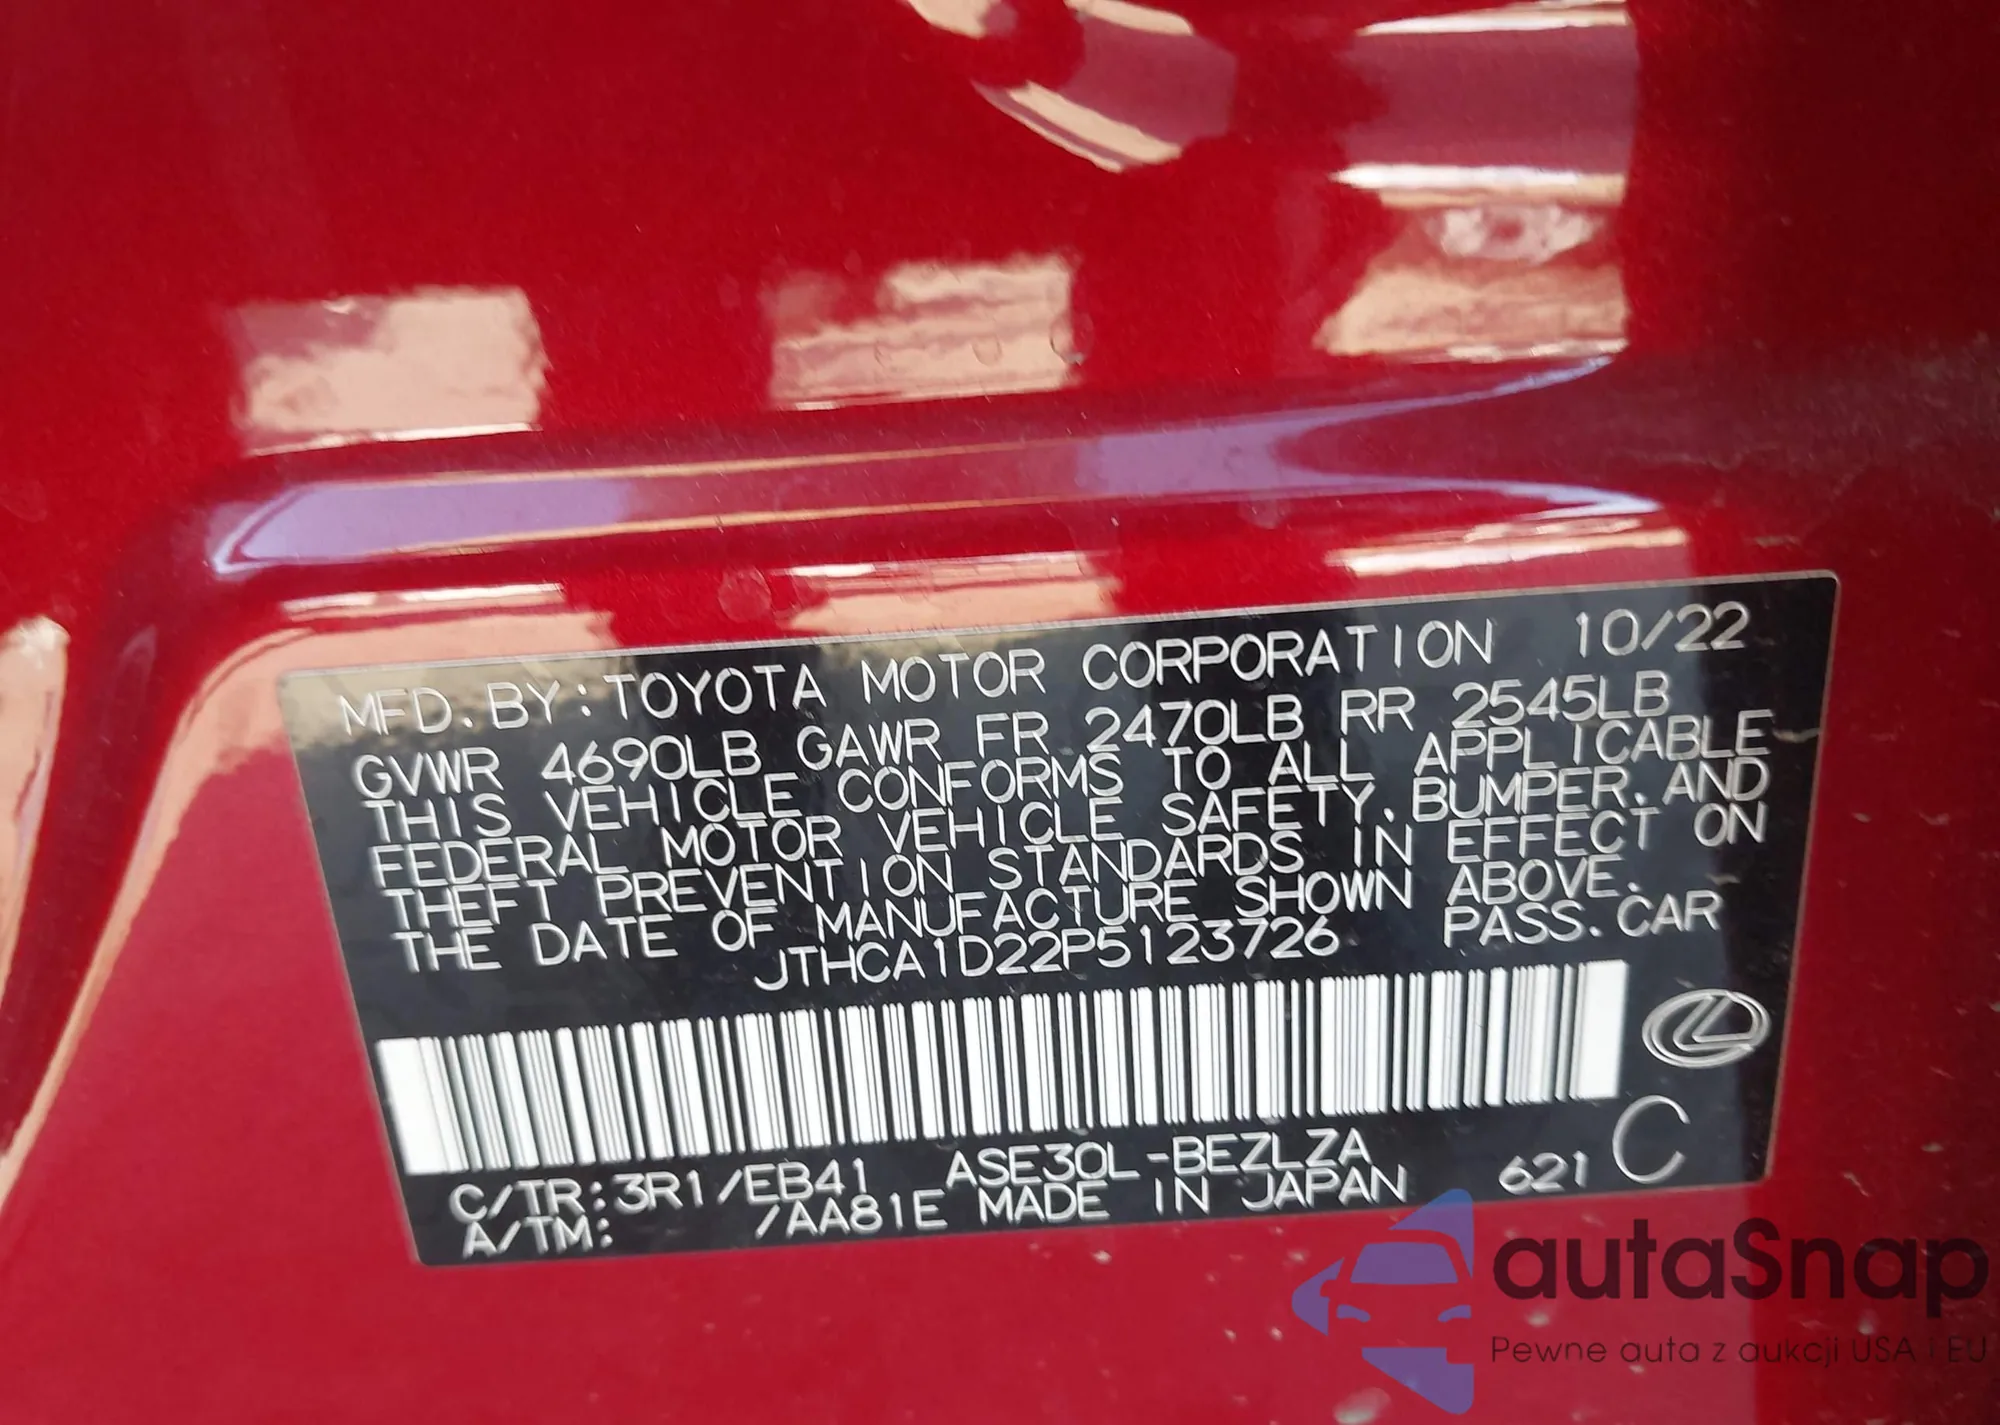 MFD. BY: TOYOTA MOTOR CORPORATION 10/22
GVWR 4690LB GAWR FR 2470LB RR 2545LB
THIS VEHICLE CONFORMS TO ALL APPLICABLE
FEDERAL MOTOR VEHICLE SAFETY, BUMPER, AND
THEFT PREVENTION STANDARDS IN EFFECT ON
THE DATE OF MANUFACTURE SHOWN ABOVE.
JTHCA1D22P5123726 PASS. CAR
C/TR: 3R1/EB41 ASE30L-BEZLZA 621 C
A/TM: /AA81E MADE IN JAPAN
autaSnap
Pewne auta z aukcji USA i EU